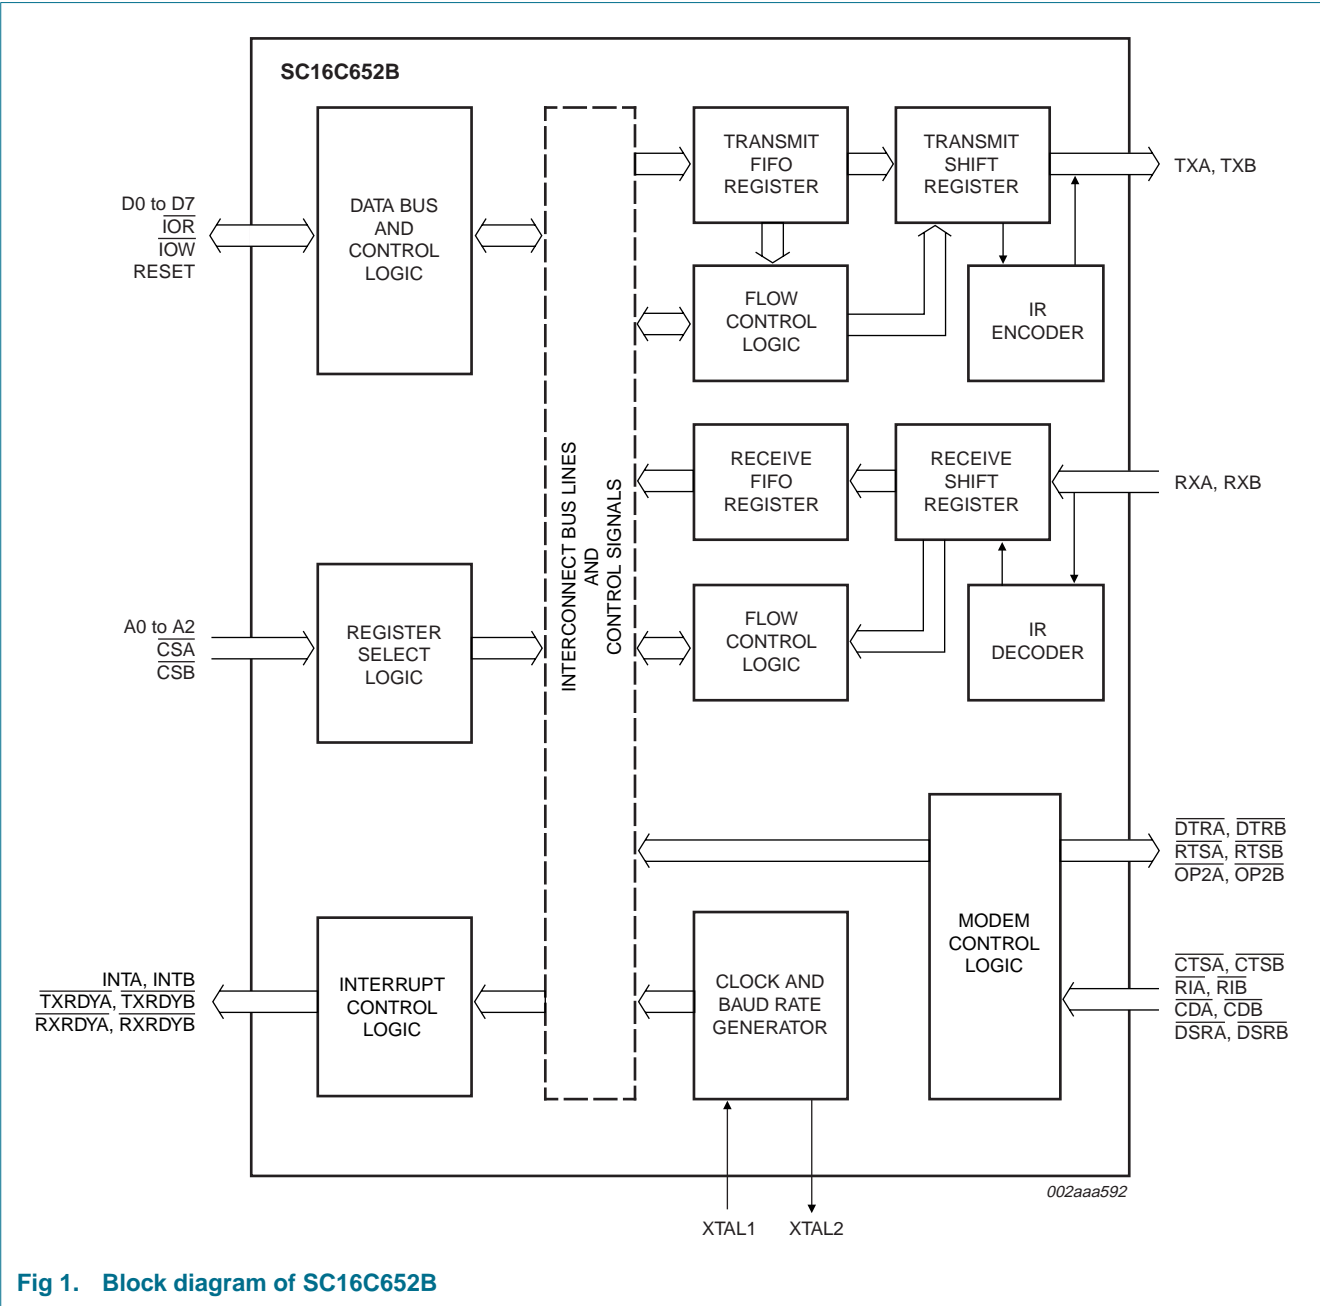 SC16C652B
D0 to D7
IOR
IOW
RESET
DATA BUS
AND
CONTROL
LOGIC
TRANSMIT
FIFO
REGISTER
TRANSMIT
SHIFT
REGISTER
TXA, TXB
FLOW
CONTROL
LOGIC
IR
ENCODER
INTERCONNECT BUS LINES
AND
CONTROL SIGNALS
RECEIVE
FIFO
REGISTER
RECEIVE
SHIFT
REGISTER
RXA, RXB
A0 to A2
CSA
CSB
REGISTER
SELECT
LOGIC
FLOW
CONTROL
LOGIC
IR
DECODER
DTRA, DTRB
RTSA, RTSB
OP2A, OP2B
MODEM
CONTROL
LOGIC
CTSA, CTSB
RIA, RIB
CDA, CDB
DSRA, DSRB
INTA, INTB
TXRDYA, TXRDYB
RXRDYA, RXRDYB
INTERRUPT
CONTROL
LOGIC
CLOCK AND
BAUD RATE
GENERATOR
XTAL1
XTAL2
002aaa592
Fig 1. Block diagram of SC16C652B